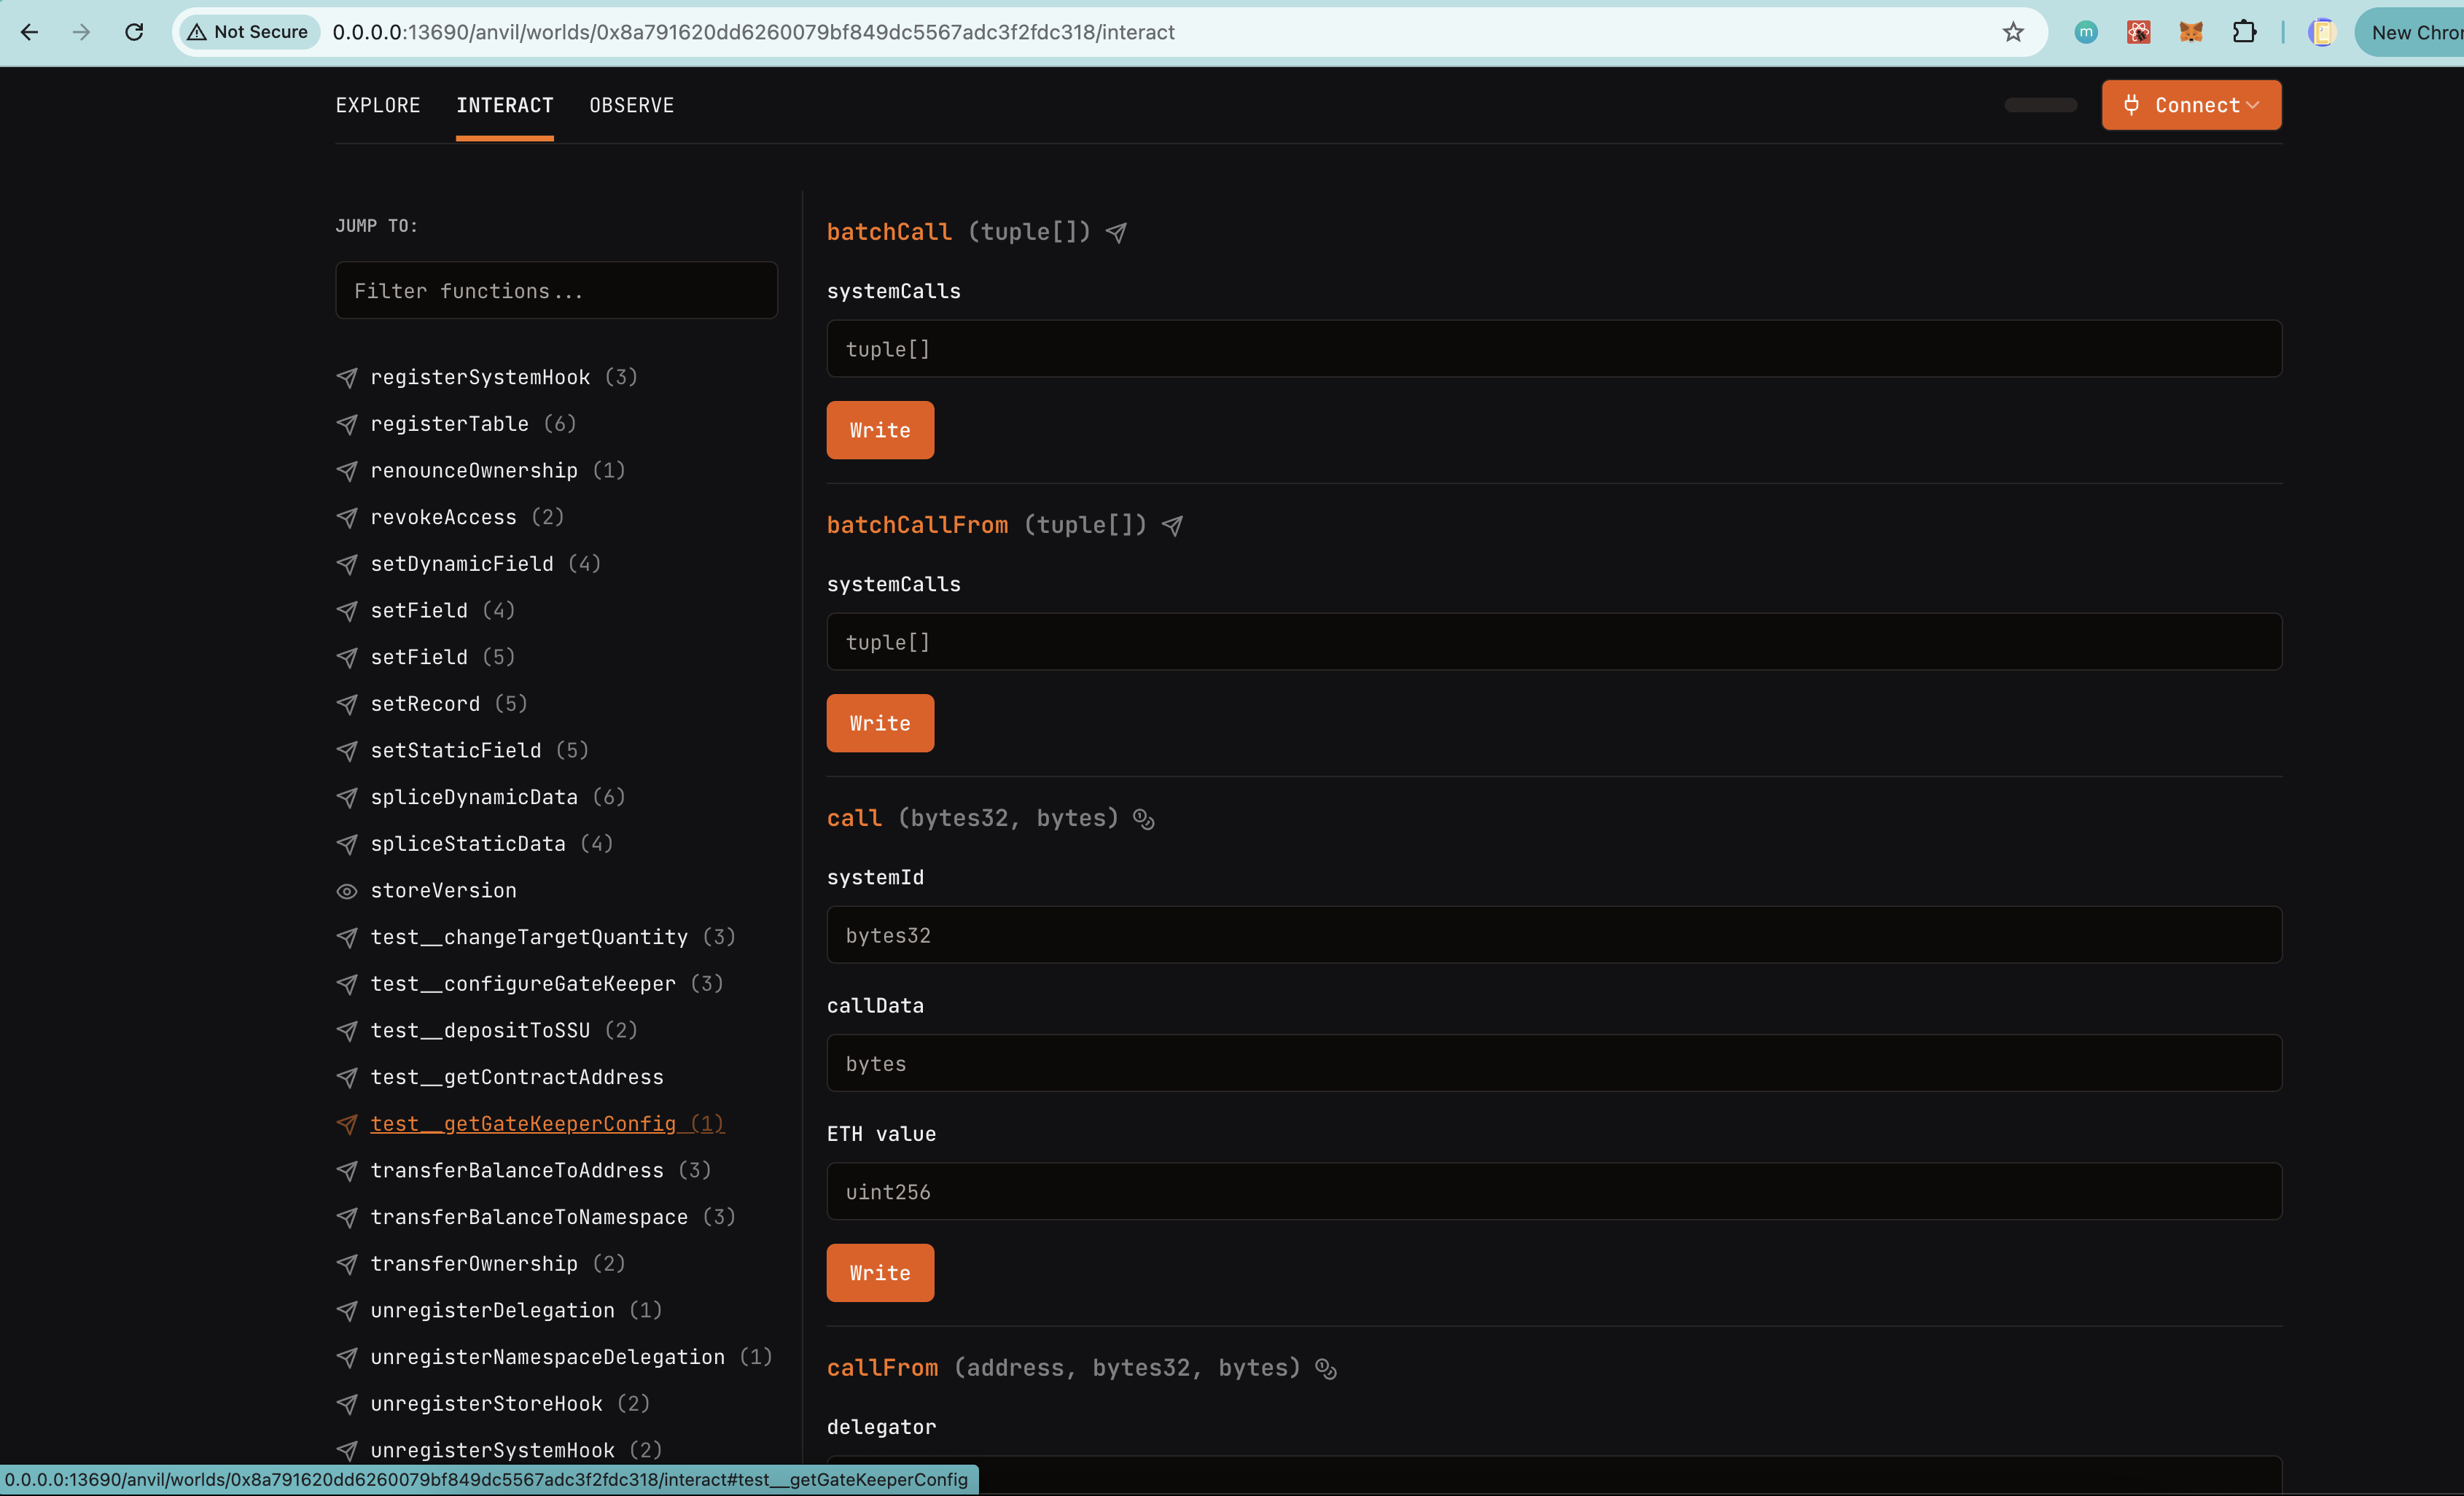 Not Secure 0.0.0.0:13690/anvil/worlds/0x8a791620dd6260079bf849dc5567adc3f2fdc318/interact m New Chro
EXPLORE INTERACT OBSERVE Connect
JUMP TO:
Filter functions...
registerSystemHook (3)
registerTable (6)
renounceOwnership (1)
revokeAccess (2)
setDynamicField (4)
setField (4)
setField (5)
setRecord (5)
setStaticField (5)
spliceDynamicData (6)
spliceStaticData (4)
storeVersion
test__changeTargetQuantity (3)
test__configureGateKeeper (3)
test__depositToSSU (2)
test__getContractAddress
test__getGateKeeperConfig (1)
transferBalanceToAddress (3)
transferBalanceToNamespace (3)
transferOwnership (2)
unregisterDelegation (1)
unregisterNamespaceDelegation (1)
unregisterStoreHook (2)
unregisterSystemHook (2)
batchCall (tuple[])
systemCalls
tuple[]
Write
batchCallFrom (tuple[])
systemCalls
tuple[]
Write
call (bytes32, bytes)
systemId
bytes32
callData
bytes
ETH value
uint256
Write
callFrom (address, bytes32, bytes)
delegator
0.0.0.0:13690/anvil/worlds/0x8a791620dd6260079bf849dc5567adc3f2fdc318/interact#test__getGateKeeperConfig